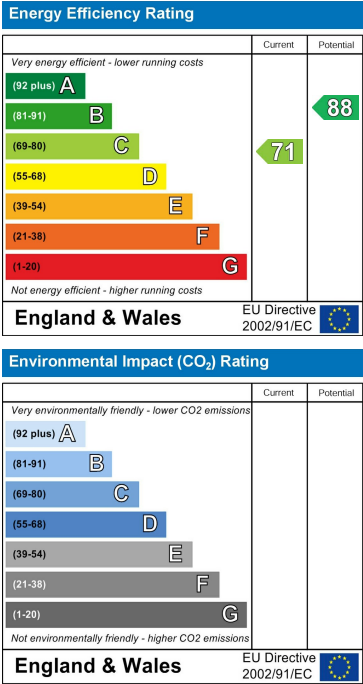 Energy Efficiency Rating
Current Potential
Very energy efficient - lower running costs
(92 plus) A
(81-91) B
88
(69-80) C
71
(55-68) D
(39-54) E
(21-38) F
(1-20) G
Not energy efficient - higher running costs
England & Wales
EU Directive
2002/91/EC
Environmental Impact (CO₂) Rating
Current Potential
Very environmentally friendly - lower CO2 emissions
(92 plus) A
(81-91) B
(69-80) C
(55-68) D
(39-54) E
(21-38) F
(1-20) G
Not environmentally friendly - higher CO2 emissions
England & Wales
EU Directive
2002/91/EC